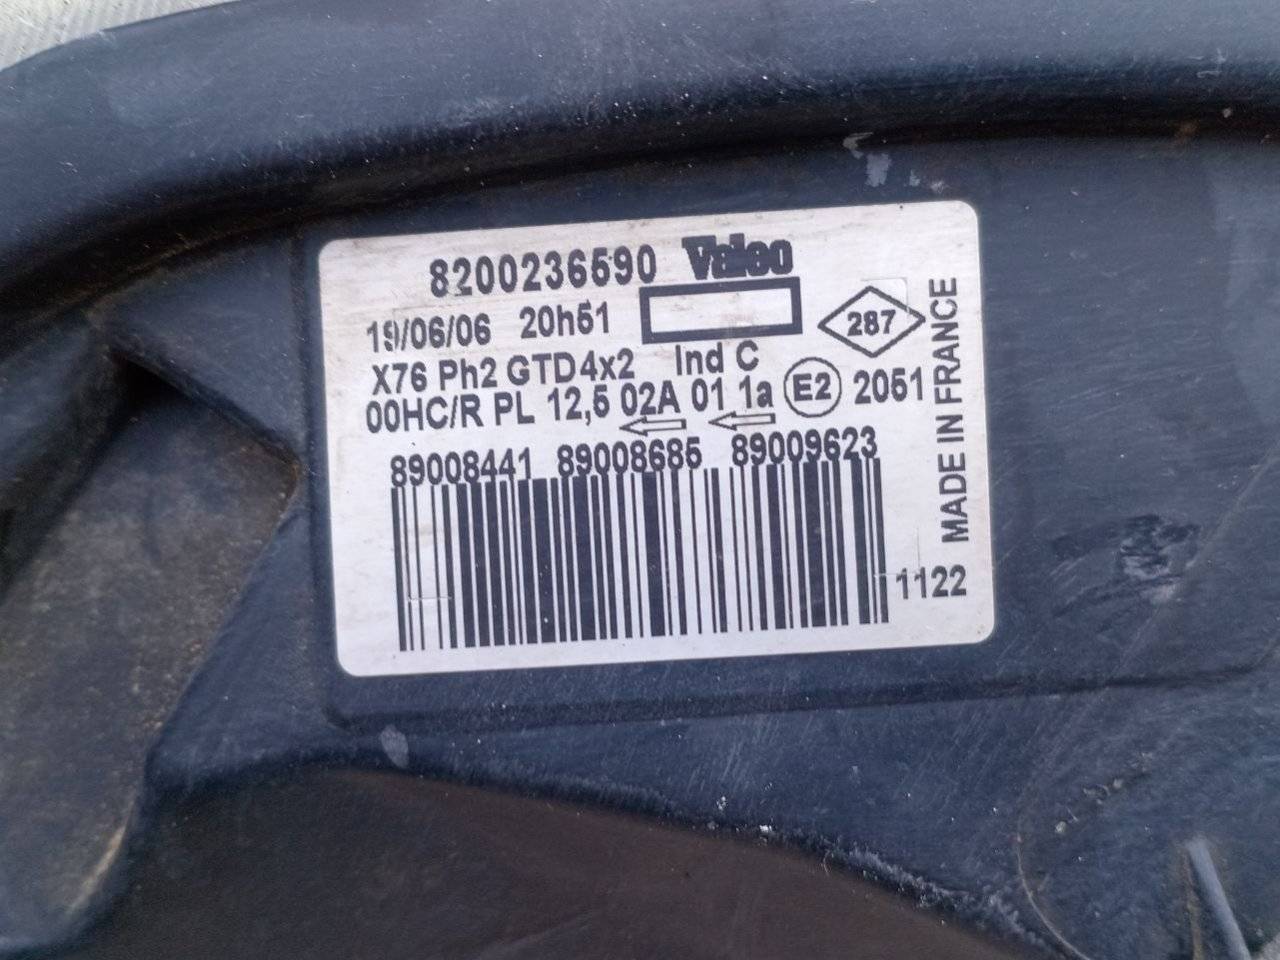 8200236590 Valeo
19/06/06 20h51
287
X76 Ph2 GTD4x2 Ind C
00HC/R PL 12,5 02A 01 1a E2 2051
89008441 89008685 89009623
1122
MADE IN FRANCE